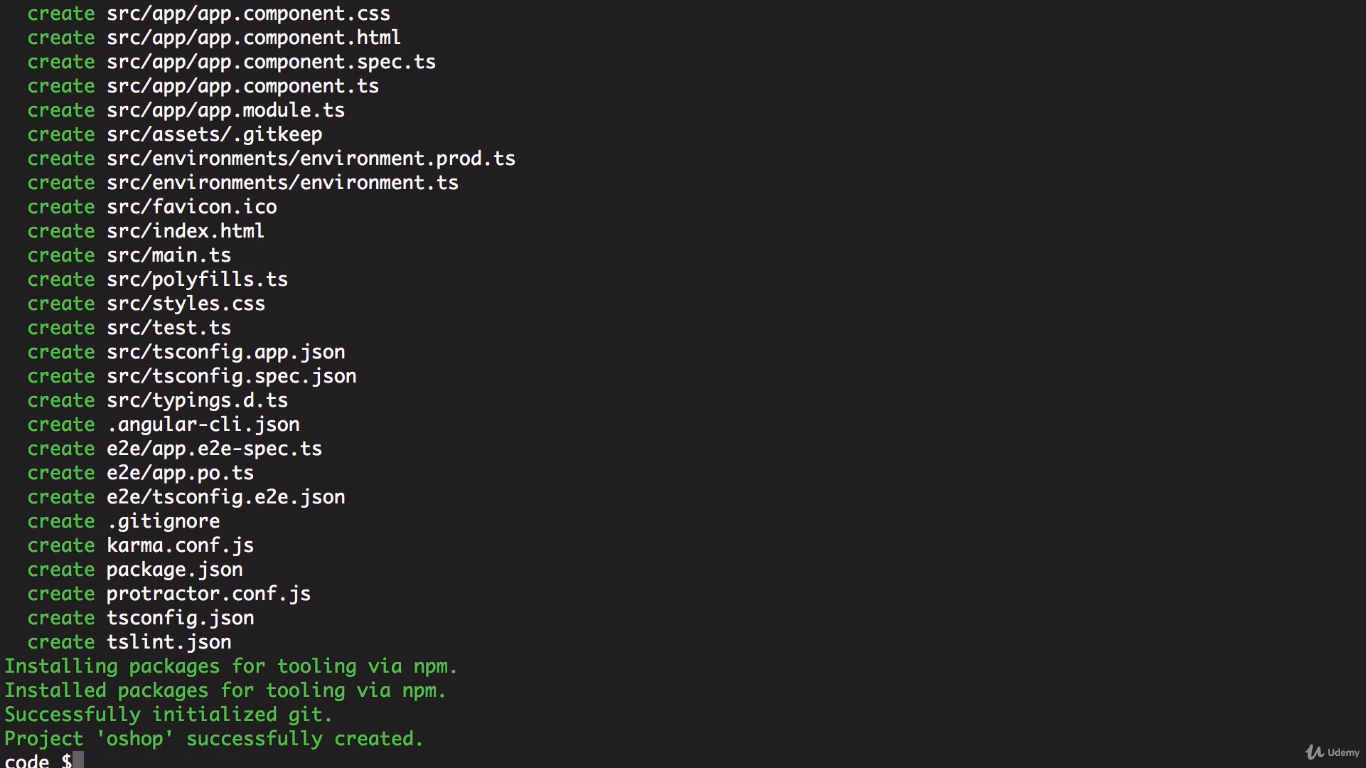 create src/app/app.component.css
create src/app/app.component.html
create src/app/app.component.spec.ts
create src/app/app.component.ts
create src/app/app.module.ts
create src/assets/.gitkeep
create src/environments/environment.prod.ts
create src/environments/environment.ts
create src/favicon.ico
create src/index.html
create src/main.ts
create src/polyfills.ts
create src/styles.css
create src/test.ts
create src/tsconfig.app.json
create src/tsconfig.spec.json
create src/typings.d.ts
create .angular-cli.json
create e2e/app.e2e-spec.ts
create e2e/app.po.ts
create e2e/tsconfig.e2e.json
create .gitignore
create karma.conf.js
create package.json
create protractor.conf.js
create tsconfig.json
create tslint.json
Installing packages for tooling via npm.
Installed packages for tooling via npm.
Successfully initialized git.
Project 'oshop' successfully created.
code $
Udemy